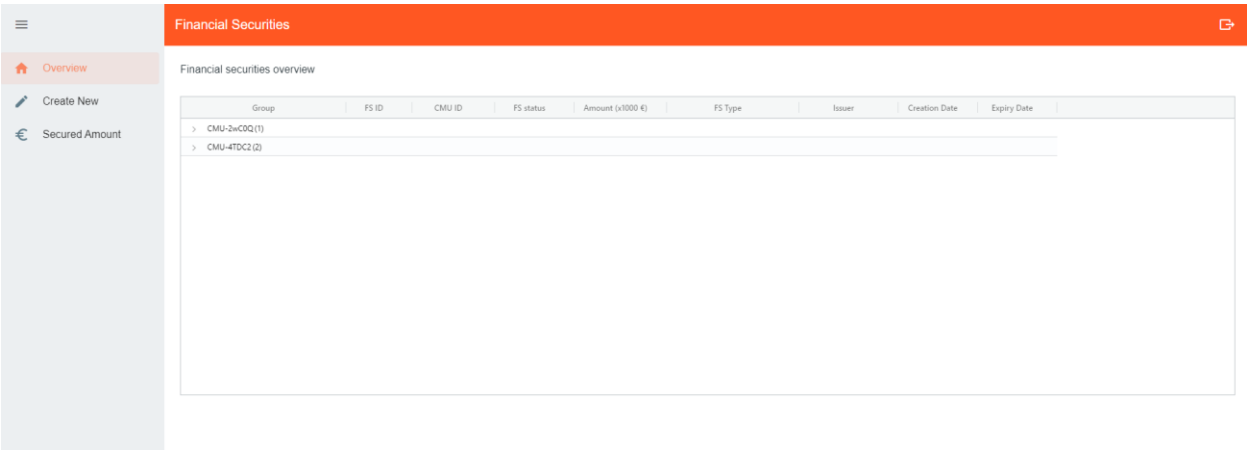 Financial Securities
Overview
Create New
€ Secured Amount
Financial securities overview
Group FS ID CMU ID FS status Amount (x1000 €) FS Type Issuer Creation Date Expiry Date
CMU-2wC0Q (1)
CMU-4TDC2 (2)